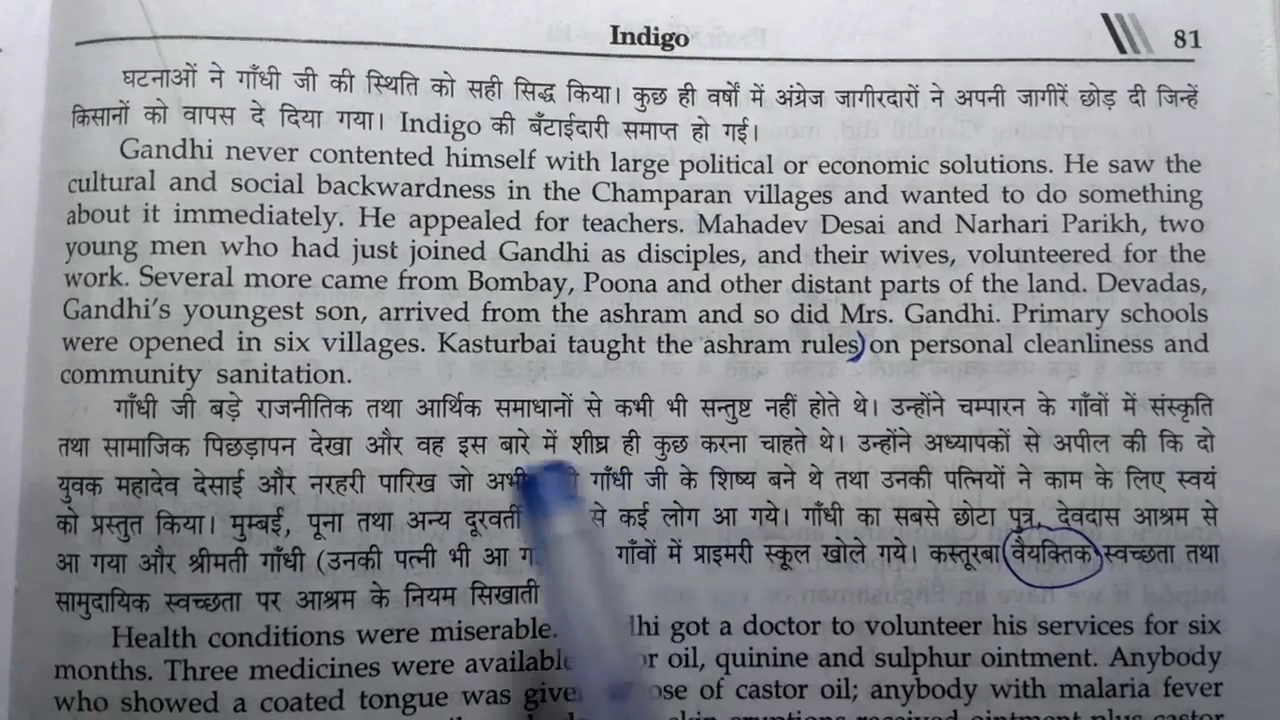 Indigo 81
घटनाओं ने गाँधी जी की स्थिति को सही सिद्ध किया। कुछ ही वर्षों में अंग्रेज जागीरदारों ने अपनी जागीरें छोड़ दी जिन्हें
किसानों को वापस दे दिया गया। Indigo की बँटाईदारी समाप्त हो गई।
Gandhi never contented himself with large political or economic solutions. He saw the
cultural and social backwardness in the Champaran villages and wanted to do something
about it immediately. He appealed for teachers. Mahadev Desai and Narhari Parikh, two
young men who had just joined Gandhi as disciples, and their wives, volunteered for the
work. Several more came from Bombay, Poona and other distant parts of the land. Devadas,
Gandhi's youngest son, arrived from the ashram and so did Mrs. Gandhi. Primary schools
were opened in six villages. Kasturbai taught the ashram rules) on personal cleanliness and
community sanitation.
गाँधी जी बड़े राजनीतिक तथा आर्थिक समाधानों से कभी भी सन्तुष्ट नहीं होते थे। उन्होंने चम्पारन के गाँवों में संस्कृति
तथा सामाजिक पिछड़ापन देखा और वह इस बारे में शीघ्र ही कुछ करना चाहते थे। उन्होंने अध्यापकों से अपील की कि दो
युवक महादेव देसाई और नरहरी पारिख जो गाँधी जी के शिष्य बने थे तथा उनकी पत्नियों ने काम के लिए स्वयं
को प्रस्तुत किया। मुम्बई, पूना तथा अन्य दूरवर्ती से कई लोग आ गये। गाँधी का सबसे छोटा पुत्र, देवदास आश्रम से
आ गया और श्रीमती गाँधी (उनकी पत्नी भी आ गाँवों में प्राइमरी स्कूल खोले गये। कस्तूरबा वैयक्तिक स्वच्छता तथा
सामुदायिक स्वच्छता पर आश्रम के नियम सिखाती
Health conditions were miserable. got a doctor to volunteer his services for six
months. Three medicines were available oil, quinine and sulphur ointment. Anybody
who showed a coated tongue was of castor oil; anybody with malaria fever